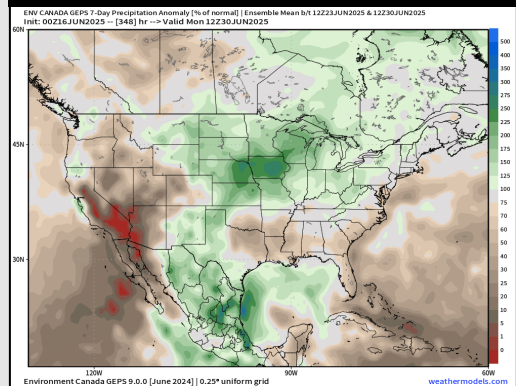 ENV CANADA GEPS 7-Day Precipitation Anomaly [% of normal] | Ensemble Mean b/t 12Z23JUN2025 & 12Z30JUN2025
Init: 00Z16JUN2025 -- [348] hr --> Valid Mon 12Z30JUN2025
60N
45N
30N
120W
90W
60W
500
400
350
300
275
250
225
200
175
150
125
100
75
70
60
50
40
30
20
10
5
1
0
Environment Canada GEPS 9.0.0 [June 2024] | 0.25° uniform grid
weathermodels.com